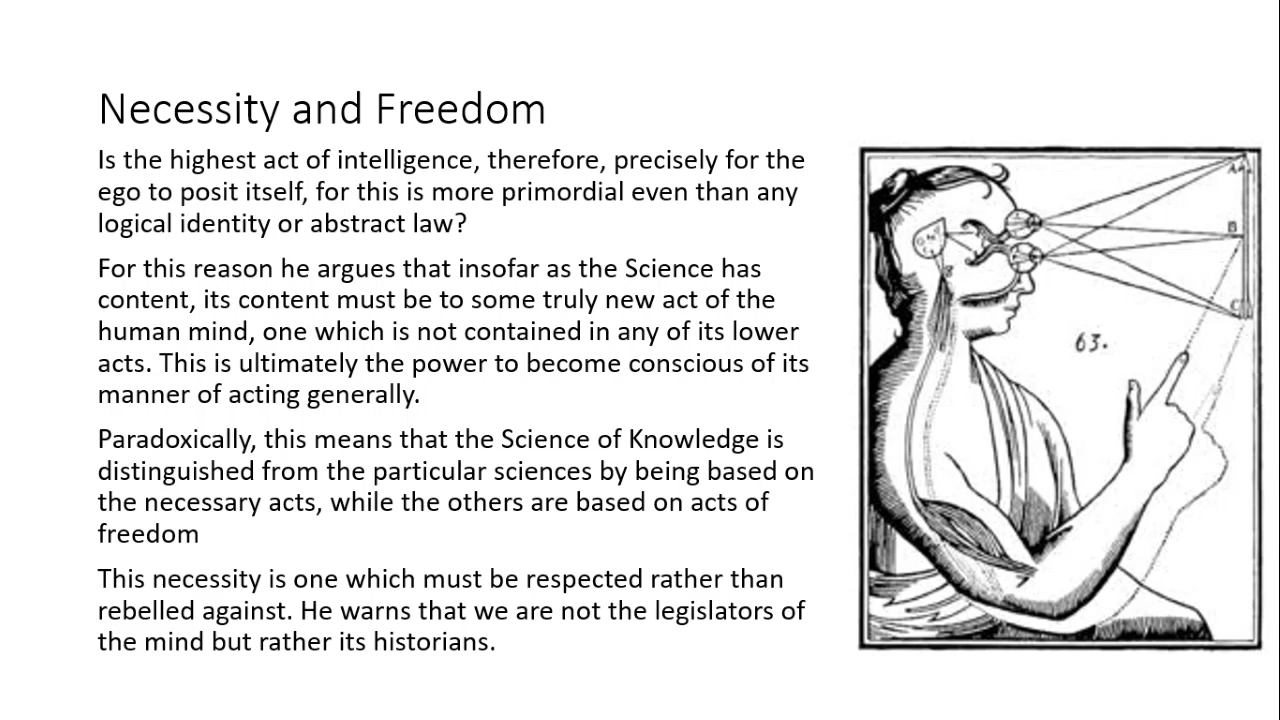 Necessity and Freedom
Is the highest act of intelligence, therefore, precisely for the
ego to posit itself, for this is more primordial even than any
logical identity or abstract law?
For this reason he argues that insofar as the Science has
content, its content must be to some truly new act of the
human mind, one which is not contained in any of its lower
acts. This is ultimately the power to become conscious of its
manner of acting generally.
Paradoxically, this means that the Science of Knowledge is
distinguished from the particular sciences by being based on
the necessary acts, while the others are based on acts of
freedom
This necessity is one which must be respected rather than
rebelled against. He warns that we are not the legislators of
the mind but rather its historians.
B
C
63.